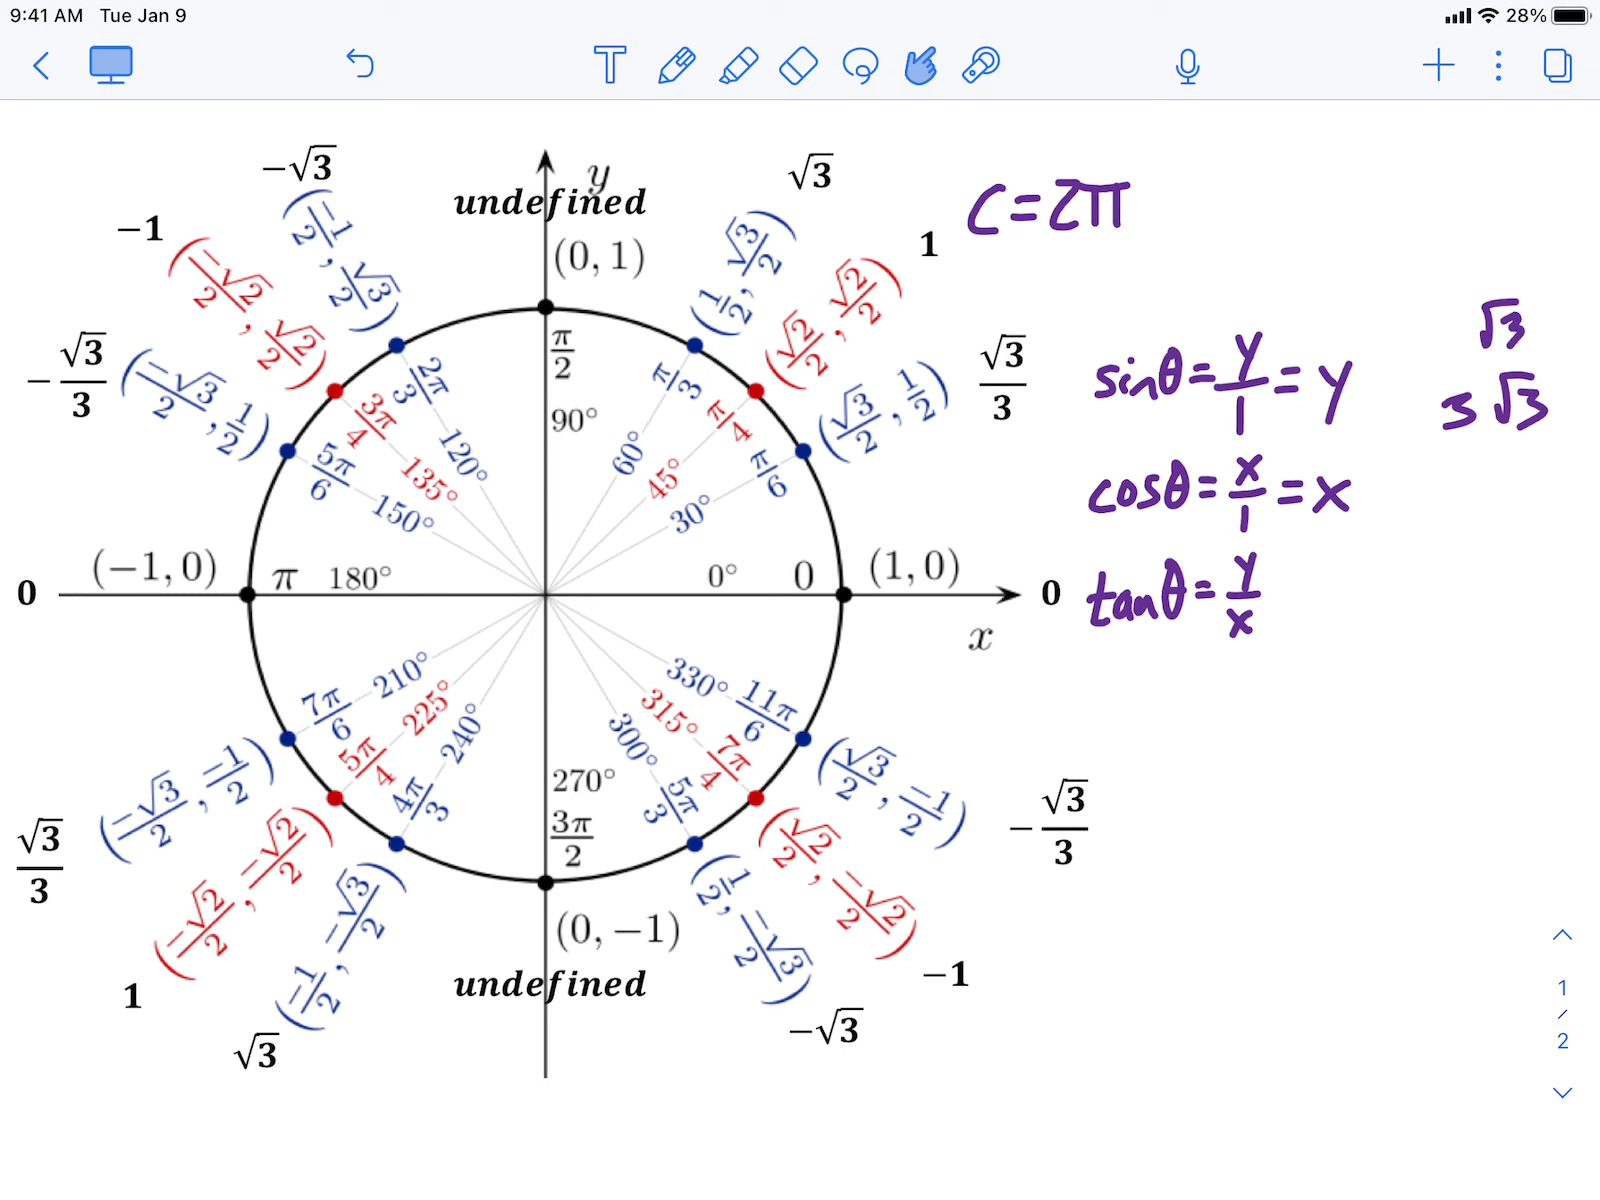 9:41 AM Tue Jan 9
28%
T
−√3
√3
y
undefined
C=2π
−1
(−1/2, √3/2)
(0, 1)
(1/2, √3/2)
1
(−√2/2, √2/2)
(√2/2, √2/2)
√3
−√3/3
(−√3/2, 1/2)
π/2
(√3/2, 1/2)
√3/3
sinθ=y/1=y
3√3
2π/3
π/3
3π/4
90°
π/4
5π/6
135°
120°
60°
45°
π/6
150°
30°
cosθ=x/1=x
0
(−1, 0)
π
180°
0°
0
(1, 0)
0
tanθ=y/x
x
7π/6
210°
330°
11π/6
5π/4
225°
240°
300°
315°
7π/4
4π/3
270°
5π/3
3π/2
√3/3
(−√3/2, −1/2)
(√3/2, −1/2)
−√3/3
(−√2/2, −√2/2)
(√2/2, −√2/2)
(−1/2, −√3/2)
(0, −1)
(1/2, −√3/2)
1
undefined
−1
√3
−√3
1
/
2